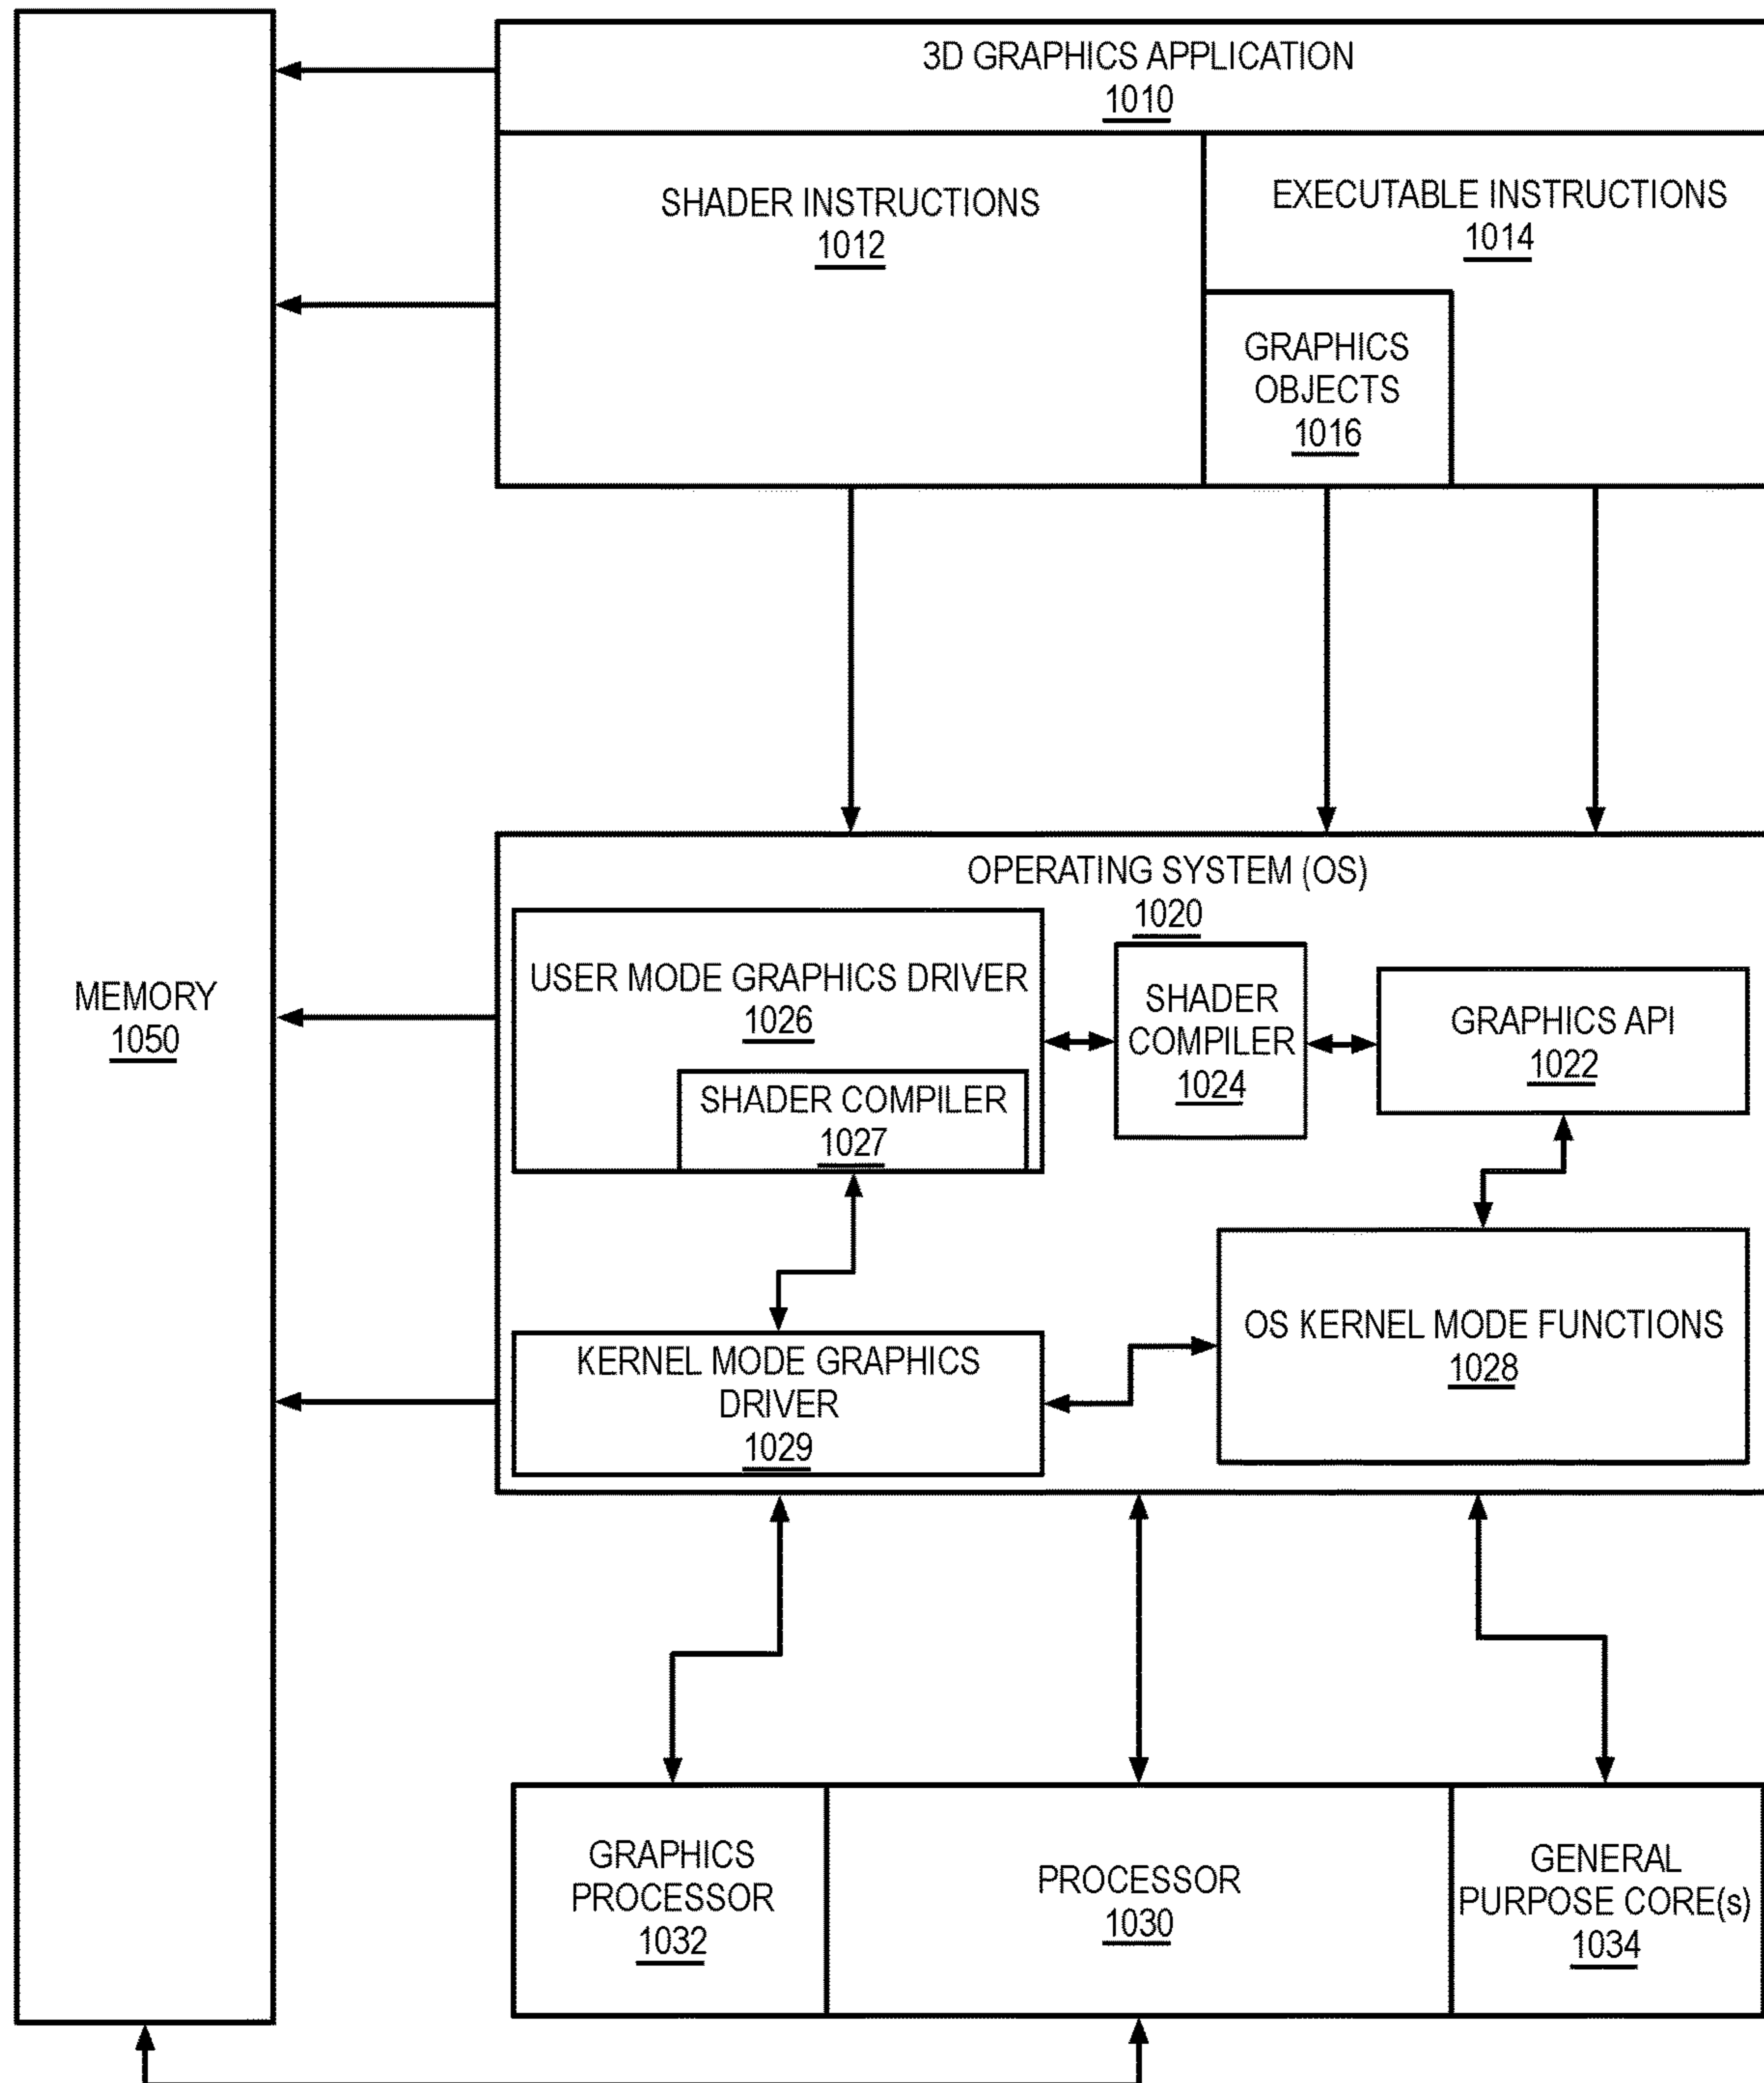 3D GRAPHICS APPLICATION
1010
SHADER INSTRUCTIONS
1012
EXECUTABLE INSTRUCTIONS
1014
GRAPHICS
OBJECTS
1016
MEMORY
1050
OPERATING SYSTEM (OS)
1020
USER MODE GRAPHICS DRIVER
1026
SHADER COMPILER
1027
SHADER
COMPILER
1024
GRAPHICS API
1022
KERNEL MODE GRAPHICS
DRIVER
1029
OS KERNEL MODE FUNCTIONS
1028
GRAPHICS
PROCESSOR
1032
PROCESSOR
1030
GENERAL
PURPOSE CORE(s)
1034